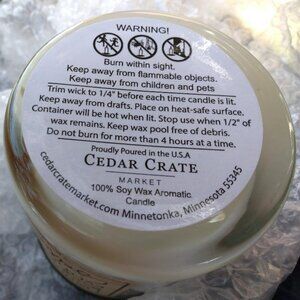 WARNING!
Burn within sight.
Keep away from flammable objects.
Keep away from children and pets
Trim wick to 1/4" before each time candle is lit.
Keep away from drafts. Place on heat-safe surface.
Container will be hot when lit. Stop use when 1/2" of
wax remains. Keep wax pool free of debris.
Do not burn for more than 4 hours at a time.
Proudly Poured in the U.S.A
CEDAR CRATE
MARKET
100% Soy Wax Aromatic
Candle
cedarcratemarket.com Minnetonka, Minnesota 55345